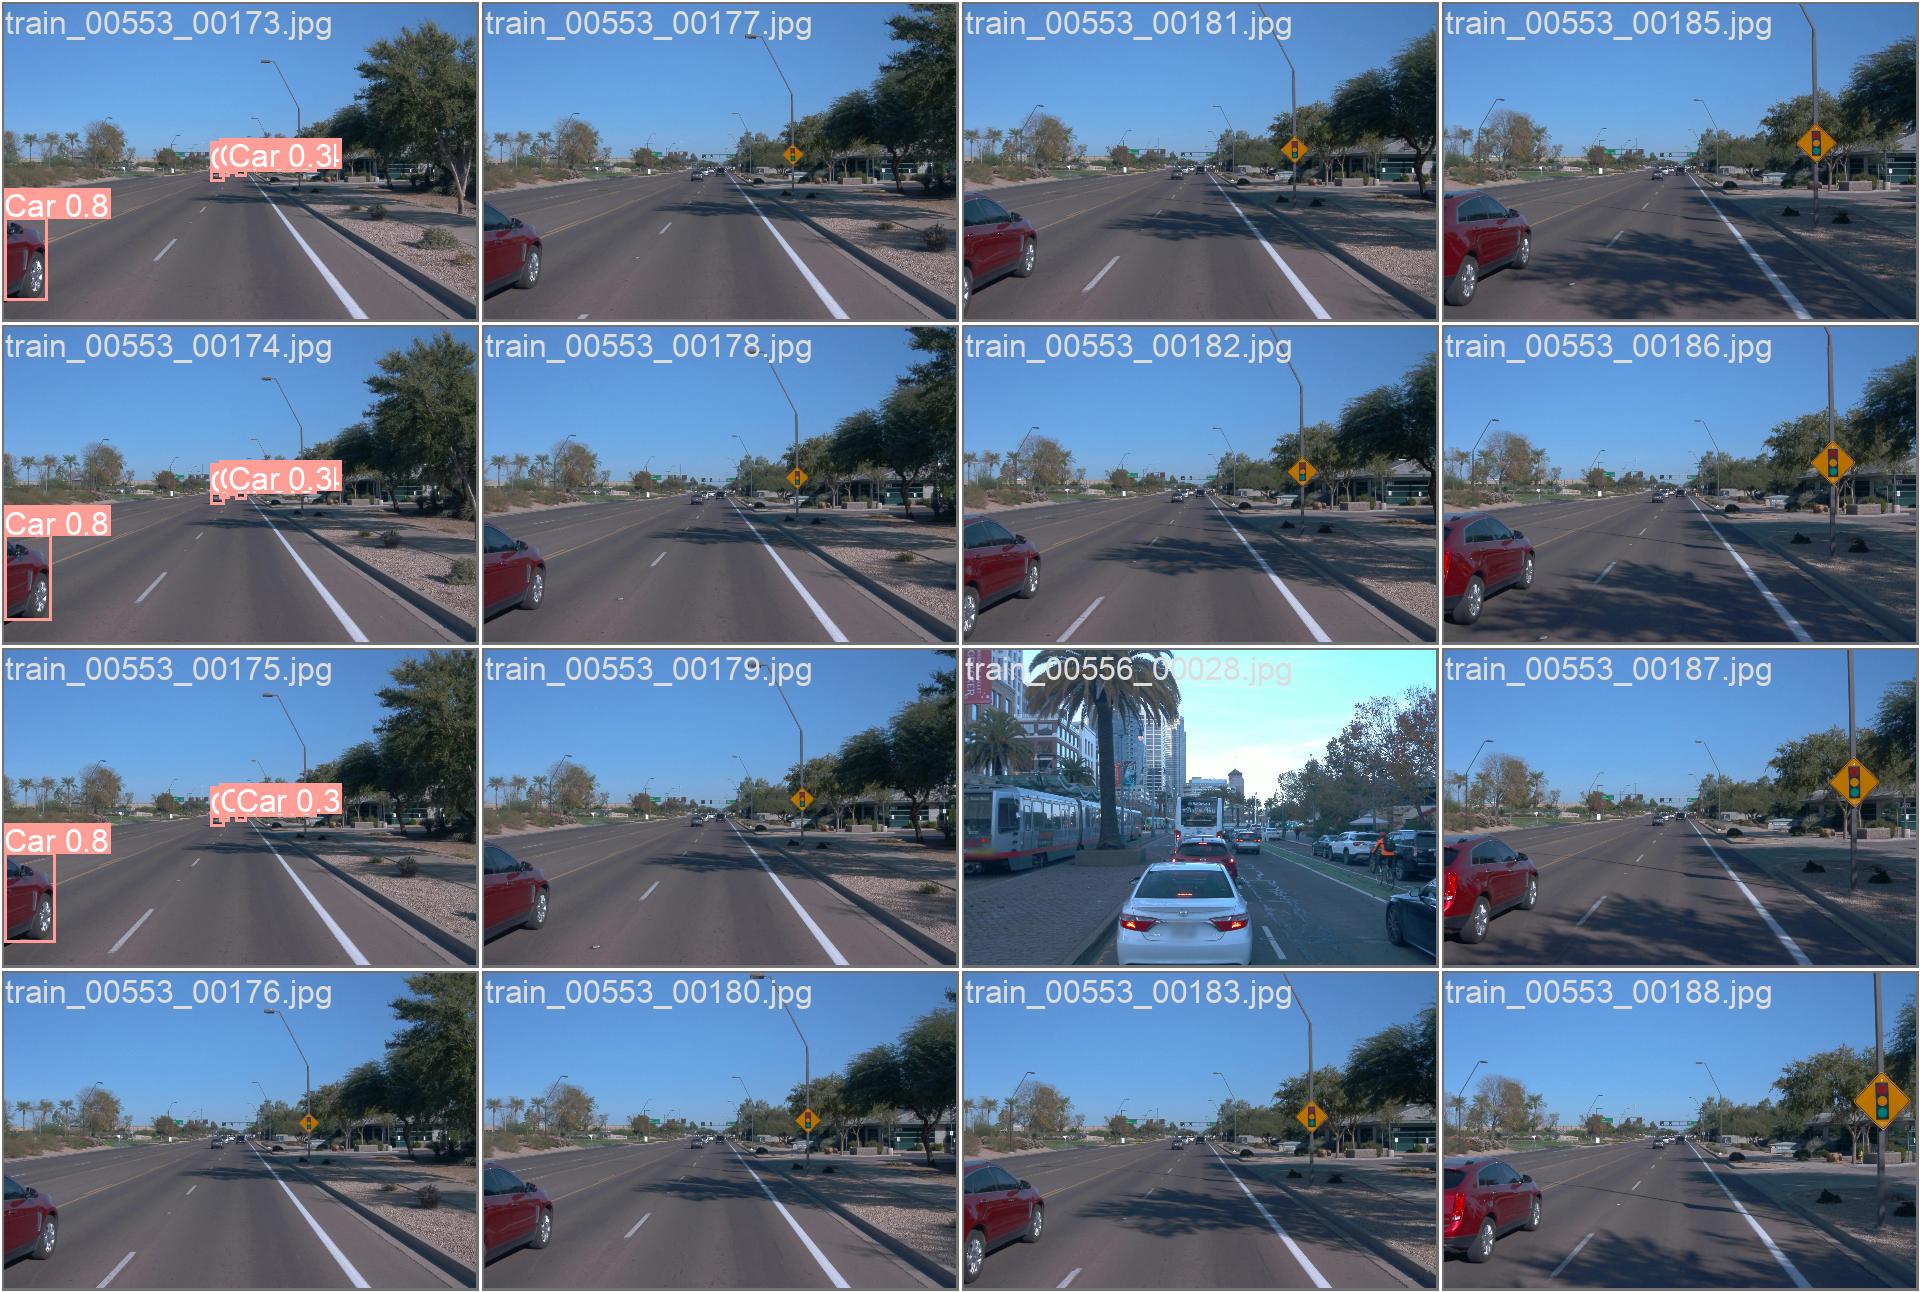 train_00553_00173.jpg
((Car 0.3
Car 0.8
train_00553_00177.jpg
train_00553_00181.jpg
train_00553_00185.jpg
train_00553_00174.jpg
((Car 0.3
Car 0.8
train_00553_00178.jpg
train_00553_00182.jpg
train_00553_00186.jpg
train_00553_00175.jpg
(CCar 0.3
Car 0.8
train_00553_00179.jpg
train_00556_00028.jpg
train_00553_00187.jpg
train_00553_00176.jpg
train_00553_00180.jpg
train_00553_00183.jpg
train_00553_00188.jpg